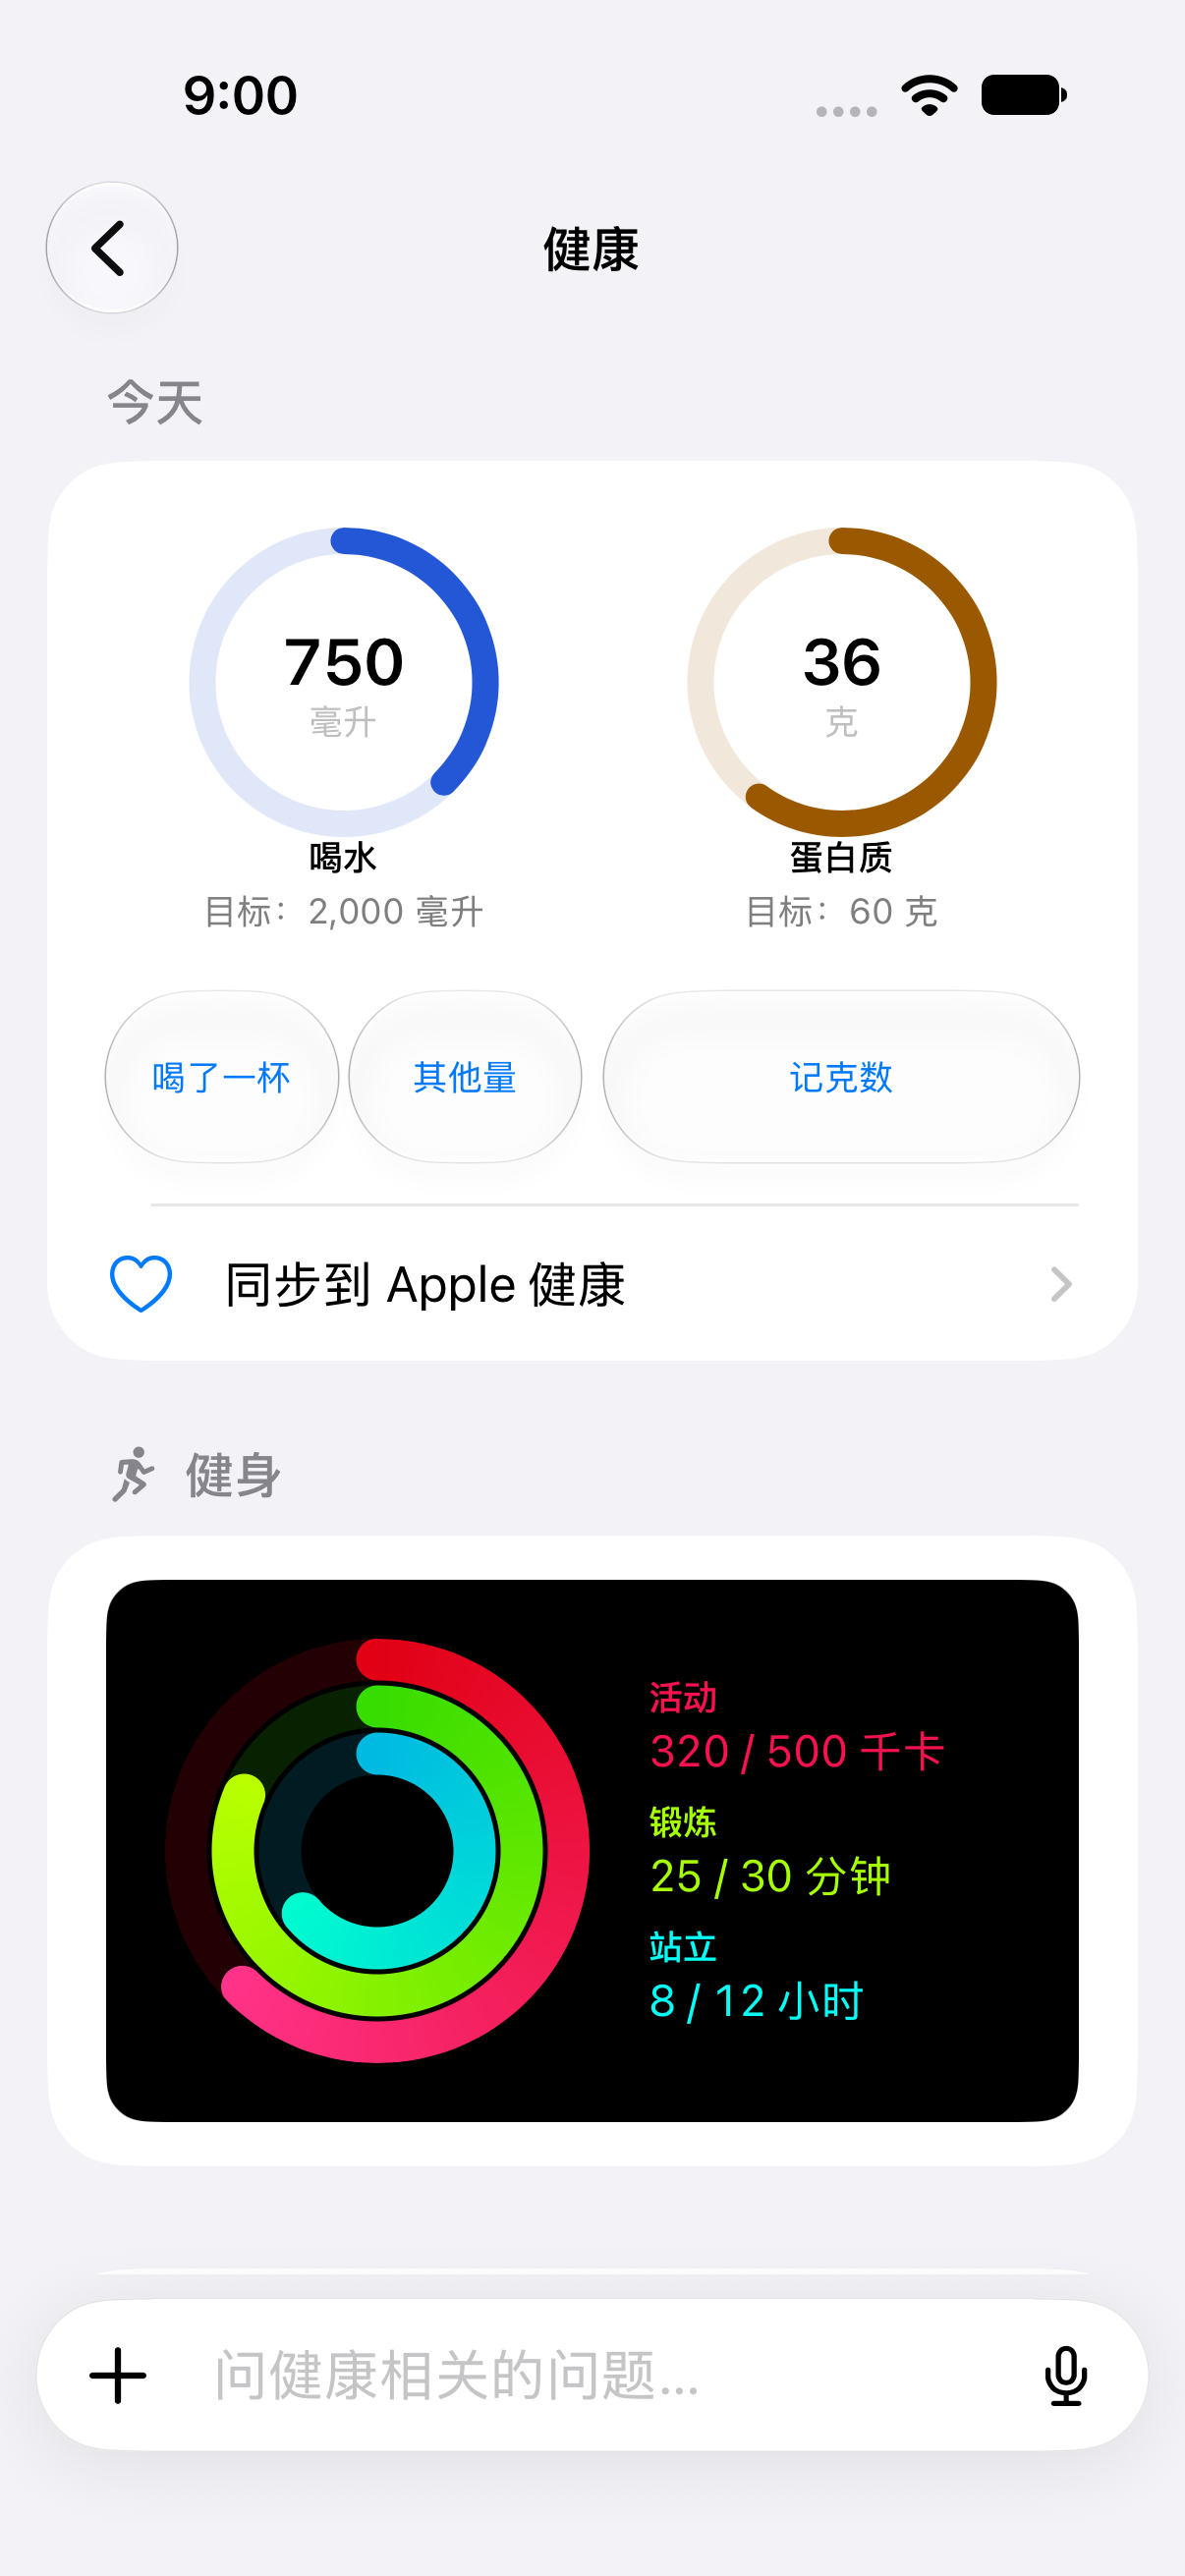 9:00
健康
今天
750
毫升
36
克
喝水
目标：2,000 毫升
蛋白质
目标：60 克
喝了一杯
其他量
记克数
同步到 Apple 健康
健身
活动
320 / 500 千卡
锻炼
25 / 30 分钟
站立
8 / 12 小时
问健康相关的问题...